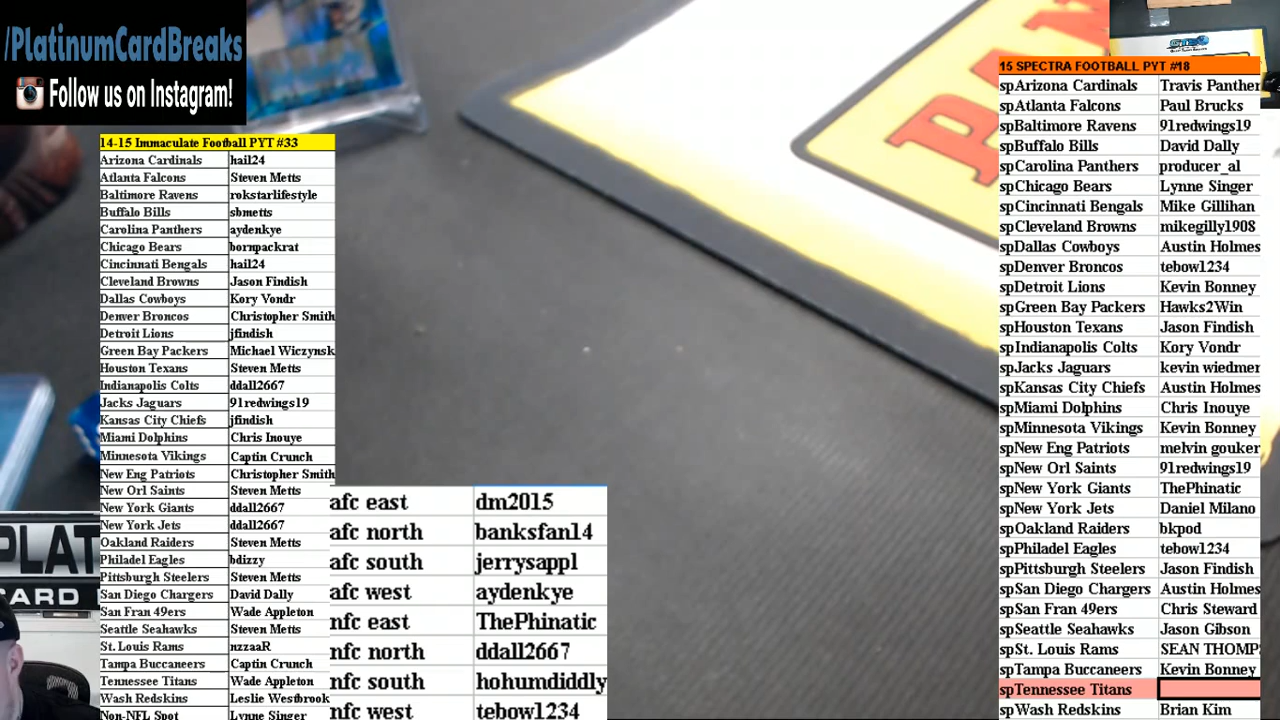 /PlatinumCardBreaks
Follow us on Instagram!
14-15 Immaculate Football PYT #33
Arizona Cardinals hail24
Atlanta Falcons Steven Metts
Baltimore Ravens rokstarlifestyle
Buffalo Bills sbmetts
Carolina Panthers aydenkye
Chicago Bears bornpackrat
Cincinnati Bengals hail24
Cleveland Browns Jason Findish
Dallas Cowboys Kory Vondr
Denver Broncos Christopher Smith
Detroit Lions jfindish
Green Bay Packers Michael Wiczynsk
Houston Texans Steven Metts
Indianapolis Colts ddall2667
Jacks Jaguars 91redwings19
Kansas City Chiefs jfindish
Miami Dolphins Chris Inouye
Minnesota Vikings Captin Crunch
New Eng Patriots Christopher Smith
New Orl Saints Steven Metts
New York Giants ddall2667
New York Jets ddall2667
Oakland Raiders Steven Metts
Philadel Eagles bdizzy
Pittsburgh Steelers Steven Metts
San Diego Chargers David Dally
San Fran 49ers Wade Appleton
Seattle Seahawks Steven Metts
St. Louis Rams nzzaaR
Tampa Buccaneers Captin Crunch
Tennessee Titans Wade Appleton
Wash Redskins Leslie Westbrook
Non-NFL Spot Lynne Singer
afc east dm2015
afc north banksfan14
afc south jerrysappl
afc west aydenkye
nfc east ThePhinatic
nfc north ddall2667
nfc south hohumdiddly
nfc west tebow1234
15 SPECTRA FOOTBALL PYT #18
spArizona Cardinals Travis Panther
spAtlanta Falcons Paul Brucks
spBaltimore Ravens 91redwings19
spBuffalo Bills David Dally
spCarolina Panthers producer_al
spChicago Bears Lynne Singer
spCincinnati Bengals Mike Gillihan
spCleveland Browns mikegilly1908
spDallas Cowboys Austin Holmes
spDenver Broncos tebow1234
spDetroit Lions Kevin Bonney
spGreen Bay Packers Hawks2Win
spHouston Texans Jason Findish
spIndianapolis Colts Kory Vondr
spJacks Jaguars kevin wiedmer
spKansas City Chiefs Austin Holmes
spMiami Dolphins Chris Inouye
spMinnesota Vikings Kevin Bonney
spNew Eng Patriots melvin gouker
spNew Orl Saints 91redwings19
spNew York Giants ThePhinatic
spNew York Jets Daniel Milano
spOakland Raiders bkpod
spPhiladel Eagles tebow1234
spPittsburgh Steelers Jason Findish
spSan Diego Chargers Austin Holmes
spSan Fran 49ers Chris Steward
spSeattle Seahawks Jason Gibson
spSt. Louis Rams SEAN THOMP
spTampa Buccaneers Kevin Bonney
spTennessee Titans
spWash Redskins Brian Kim
PLAT
CARD